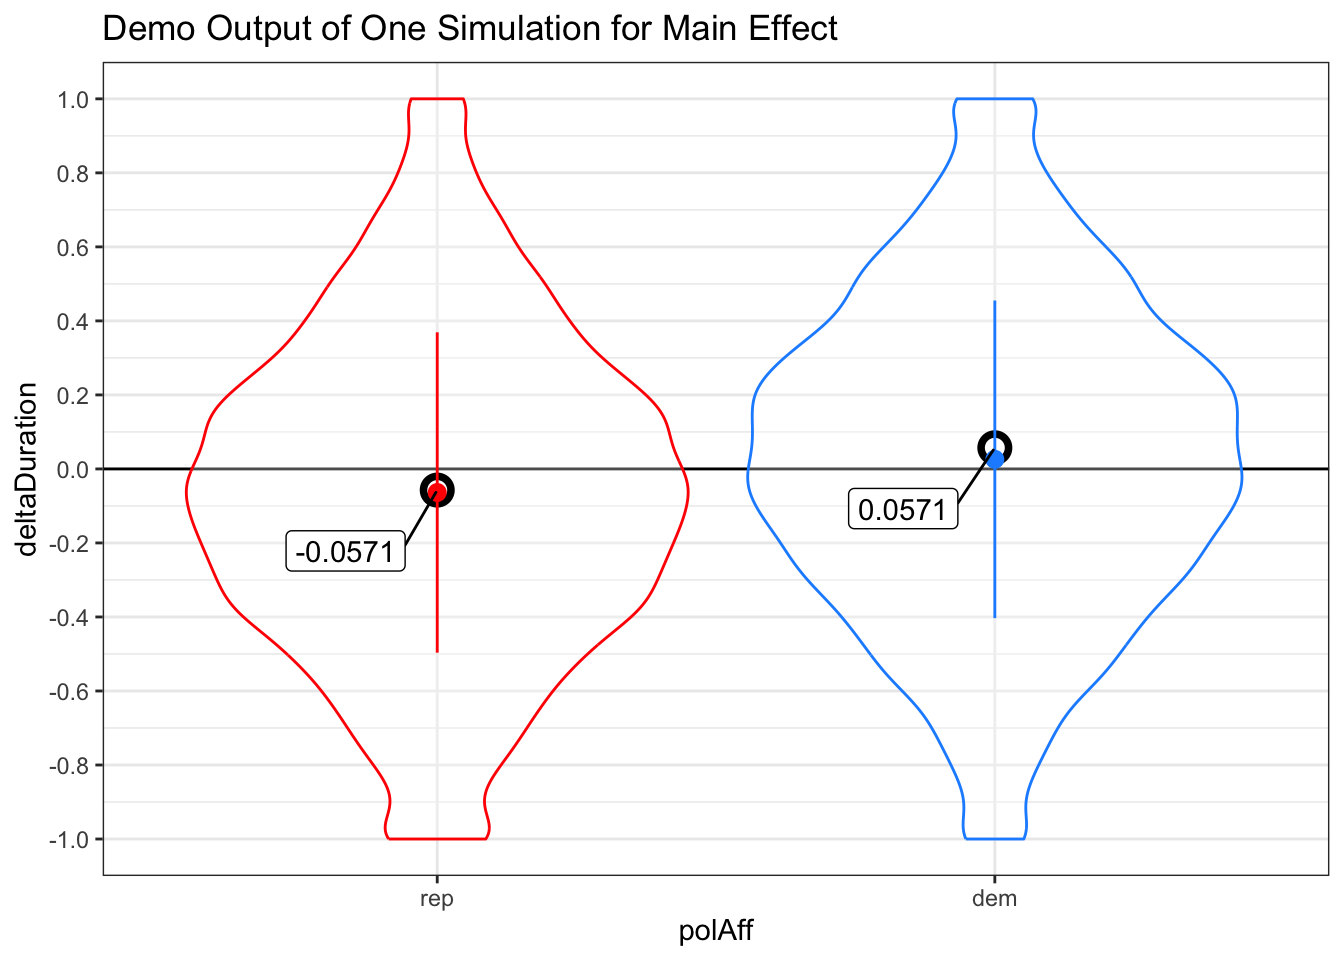 Demo Output of One Simulation for Main Effect
deltaDuration
1.0
0.8
0.6
0.4
0.2
0.0
-0.2
-0.4
-0.6
-0.8
-1.0
-0.0571
0.0571
rep
dem
polAff